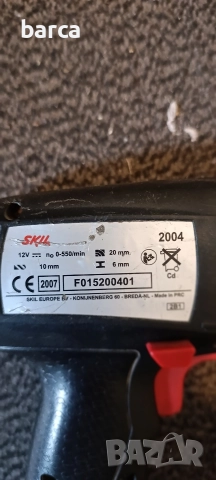 barca
SKIL 2004
12V n₀ 0-550/min 20 mm
10 mm 6 mm Cd
CE 2007 F015200401
SKIL EUROPE BV - KONIJNENBERG 60 - BREDA-NL - Made in PRC
2B1
bazar